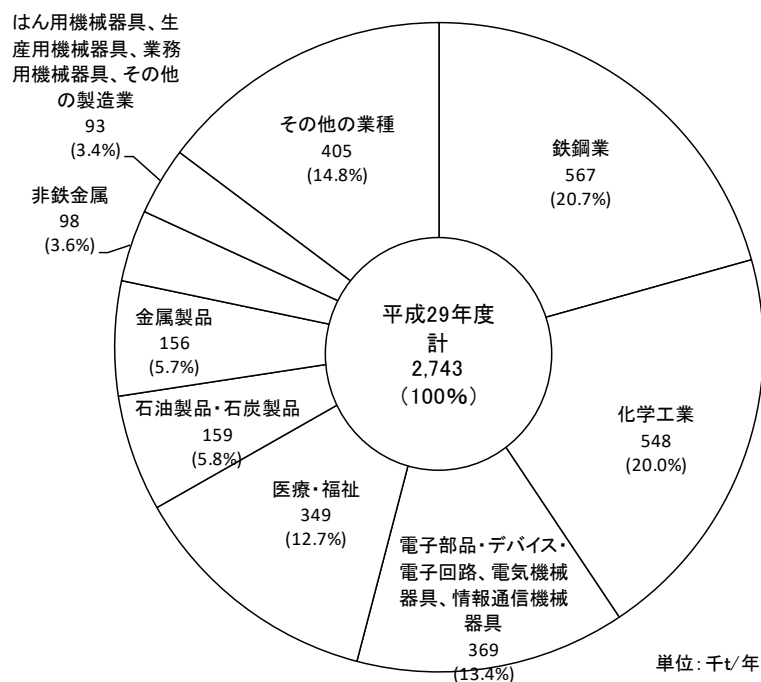 はん用機械器具、生
産用機械器具、業務
用機械器具、その他
の製造業
93
(3.4%)
その他の業種
405
(14.8%)
鉄鋼業
567
(20.7%)
非鉄金属
98
(3.6%)
平成29年度
計
2,743
(100%)
金属製品
156
(5.7%)
石油製品・石炭製品
159
(5.8%)
化学工業
548
(20.0%)
医療・福祉
349
(12.7%)
電子部品・デバイス・
電子回路、電気機械
器具、情報通信機械
器具
369
(13.4%)
単位:千t/年